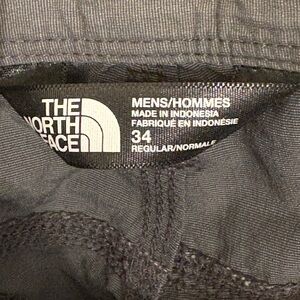 THE
NORTH
FACE
MENS/HOMMES
MADE IN INDONESIA
FABRIQUÉ EN INDONÉSIE
34
REGULAR/NORMALE